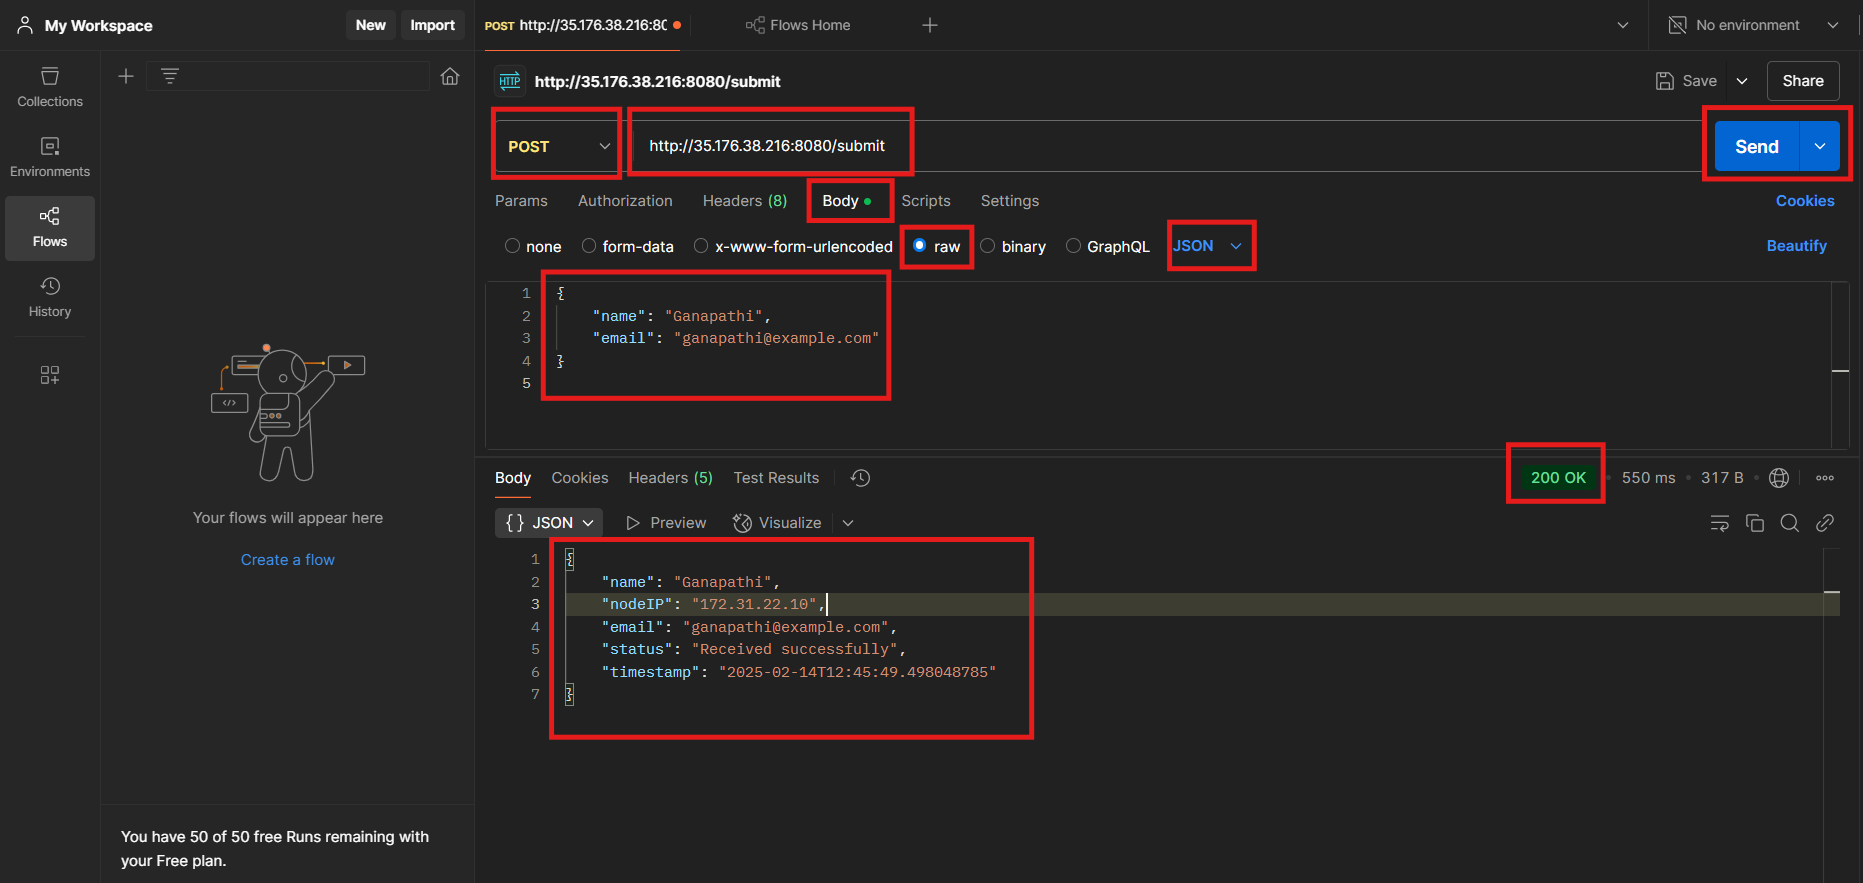 My Workspace
New
Import
POST http://35.176.38.216:8C
Flows Home
No environment
Collections
Environments
Flows
History
Your flows will appear here
Create a flow
You have 50 of 50 free Runs remaining with
your Free plan.
HTTP
http://35.176.38.216:8080/submit
Save
Share
POST
http://35.176.38.216:8080/submit
Send
Params
Authorization
Headers (8)
Body
Scripts
Settings
Cookies
none
form-data
x-www-form-urlencoded
raw
binary
GraphQL
JSON
Beautify
1 {
2 "name": "Ganapathi",
3 "email": "ganapathi@example.com"
4 }
5
Body
Cookies
Headers (5)
Test Results
200 OK
550 ms
317 B
{} JSON
Preview
Visualize
1 {
2 "name": "Ganapathi",
3 "nodeIP": "172.31.22.10",
4 "email": "ganapathi@example.com",
5 "status": "Received successfully",
6 "timestamp": "2025-02-14T12:45:49.498048785"
7 }